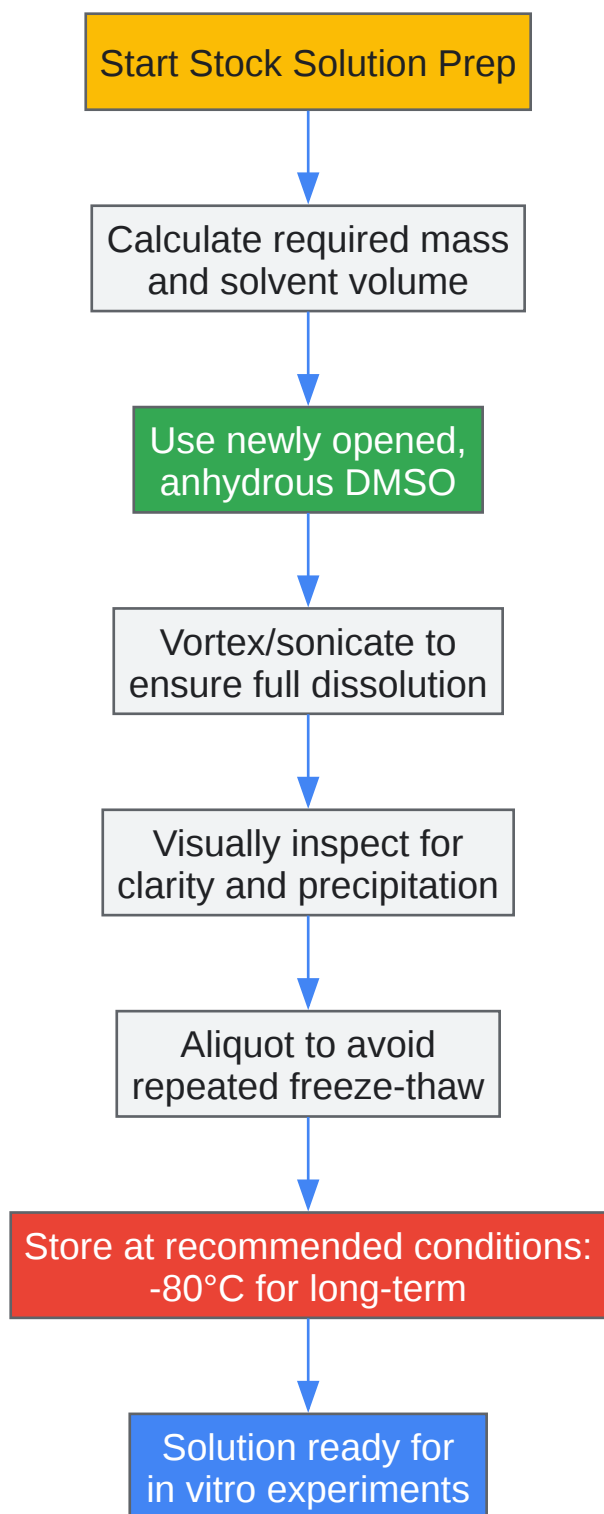 Start Stock Solution Prep
Calculate required mass
and solvent volume
Use newly opened,
anhydrous DMSO
Vortex/sonicate to
ensure full dissolution
Visually inspect for
clarity and precipitation
Aliquot to avoid
repeated freeze-thaw
Store at recommended conditions:
-80°C for long-term
Solution ready for
in vitro experiments